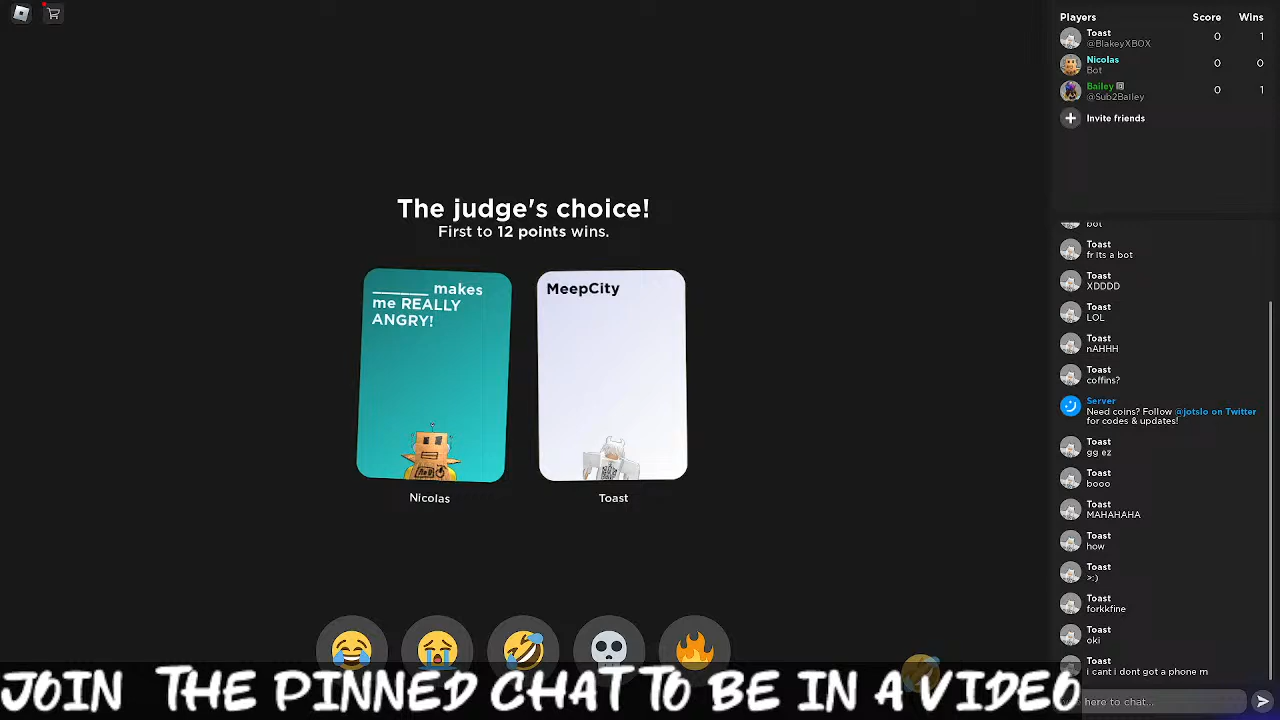 Players Score Wins
Toast 0 1
@BlakeyXBOX
Nicolas 0 0
Bot
Bailey 0 1
@Sub2Bailey
Invite friends
The judge's choice!
First to 12 points wins.
______ makes
me REALLY
ANGRY!
Nicolas
MeepCity
Toast
bot
Toast
fr its a bot
Toast
XDDDD
Toast
LOL
Toast
nAHHH
Toast
coffins?
Server
Need coins? Follow @jotslo on Twitter
for codes & updates!
Toast
gg ez
Toast
booo
Toast
MAHAHAHA
Toast
how
Toast
>:)
Toast
forkkfine
Toast
oki
Toast
I cant i dont got a phone m
here to chat...
JOIN THE PINNED CHAT TO BE IN A VIDEO